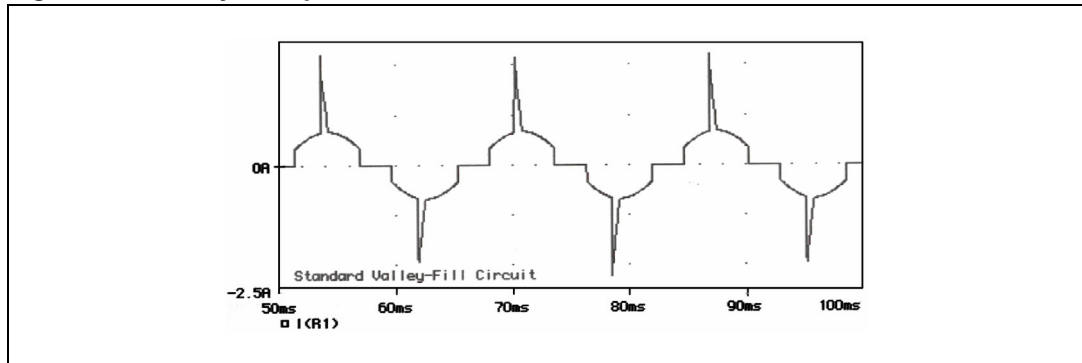 0A
Standard Valley-Fill Circuit
-2.5A
50ms 60ms 70ms 80ms 90ms 100ms
I(R1)